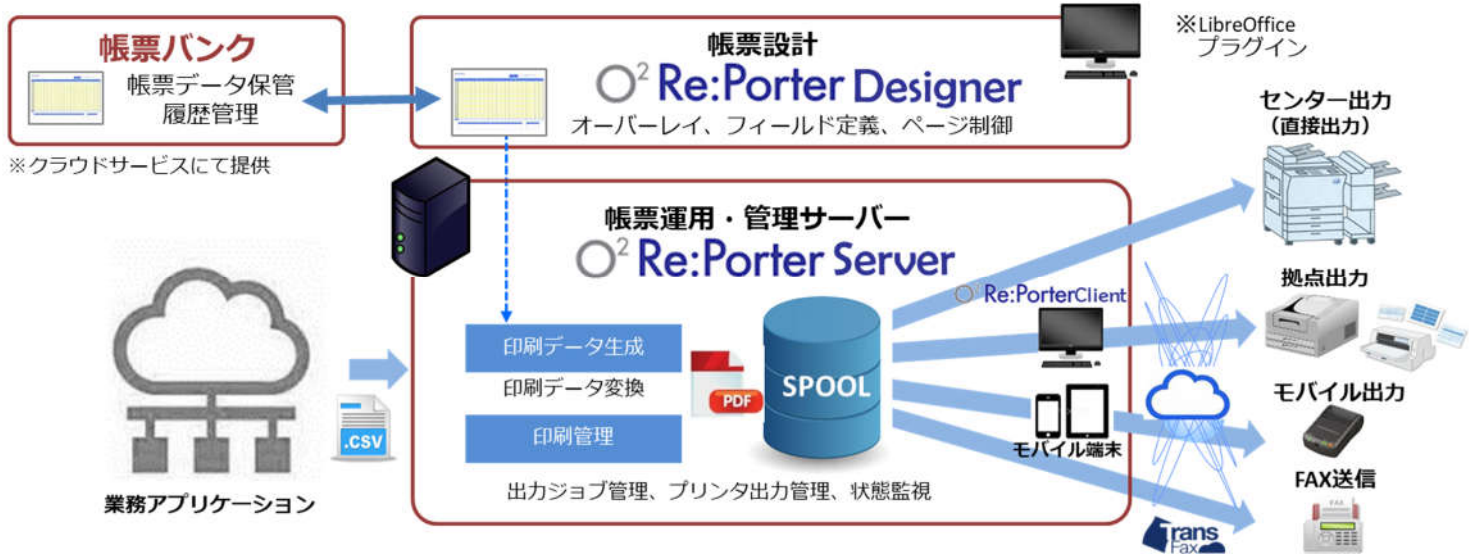 帳票バンク
帳票データ保管
履歴管理
※クラウドサービスにて提供
帳票設計
O² Re:Porter Designer
オーバーレイ、フィールド定義、ページ制御
※LibreOffice
プラグイン
業務アプリケーション
.CSV
帳票運用・管理サーバー
O² Re:Porter Server
印刷データ生成
印刷データ変換
印刷管理
PDF
SPOOL
出力ジョブ管理、プリンタ出力管理、状態監視
O² Re:PorterClient
モバイル端末
センター出力
（直接出力）
拠点出力
モバイル出力
FAX送信
FAX
Trans
Fax